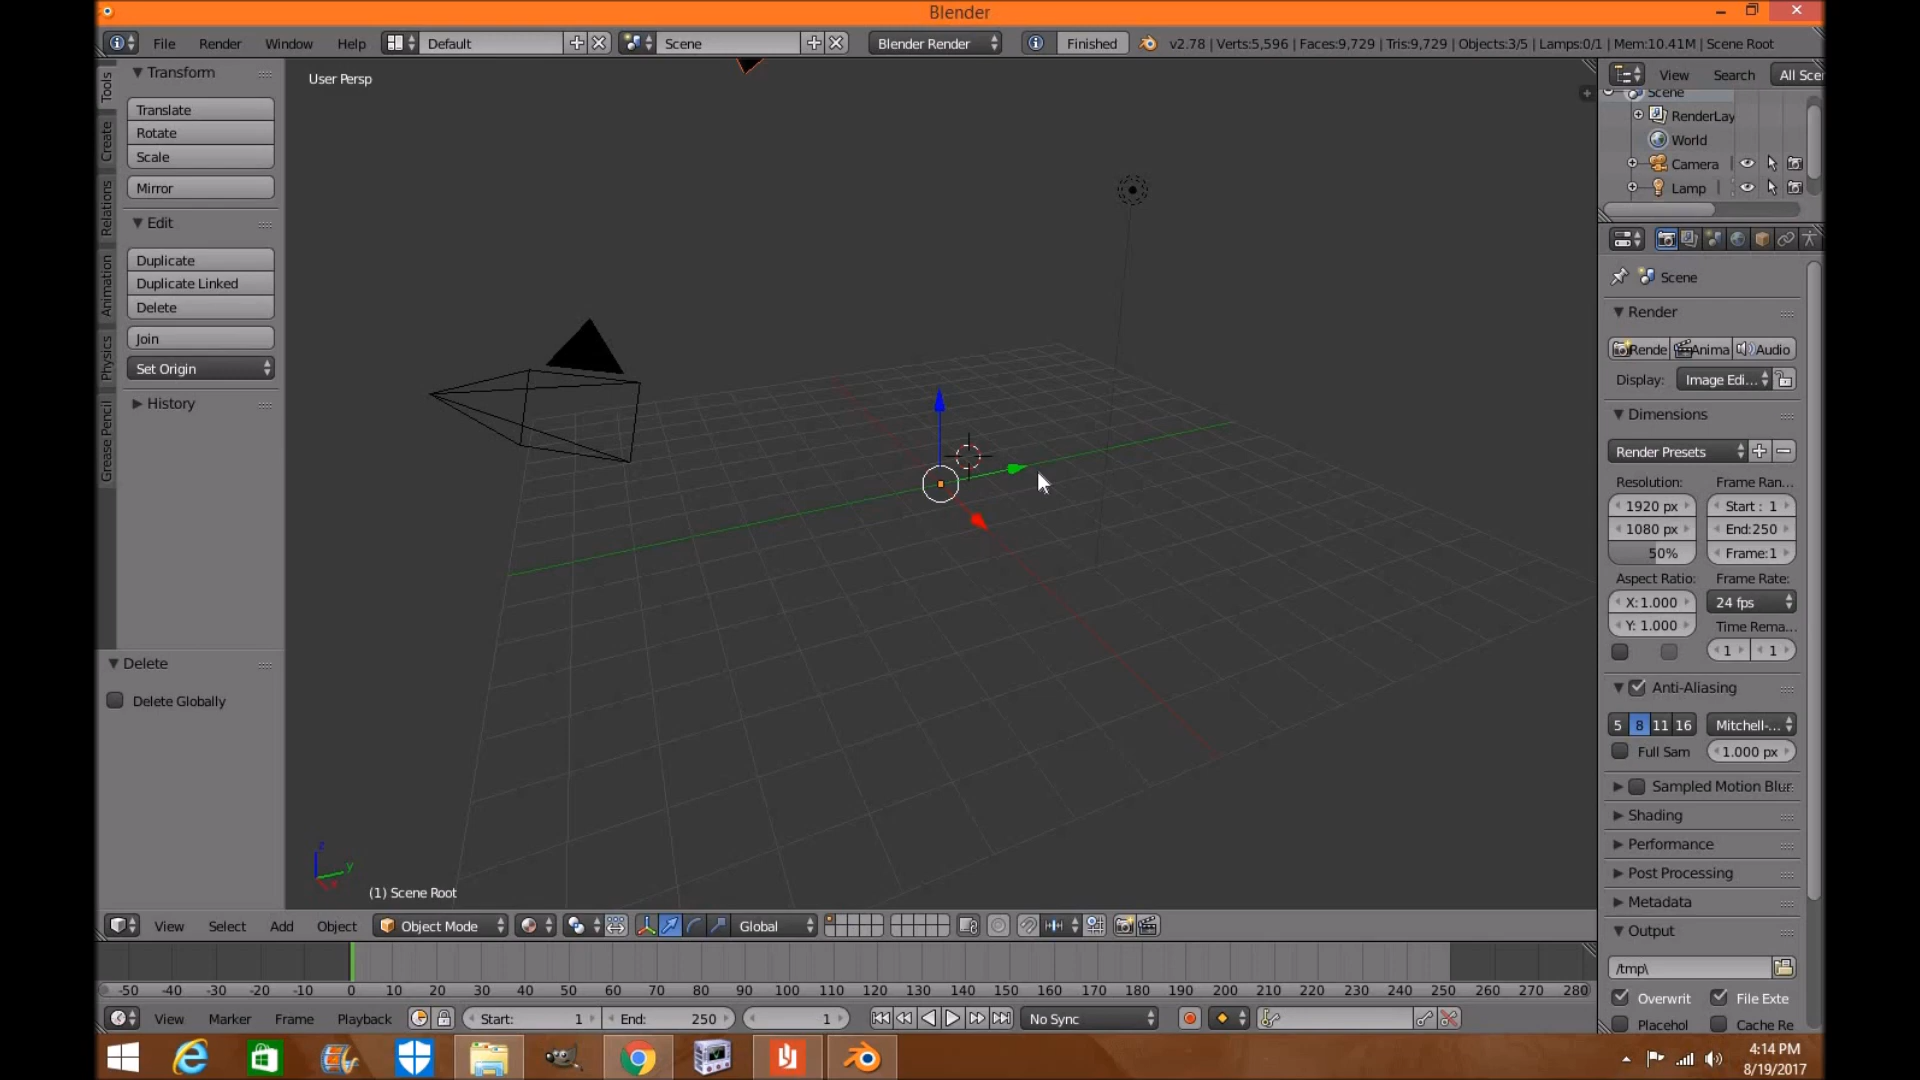 Blender
File Render Window Help Default Scene Blender Render Finished v2.78 | Verts:5,596 | Faces:9,729 | Tris:9,729 | Objects:3/5 | Lamps:0/1 | Mem:10.41M | Scene Root
Tools
Create
Relations
Animation
Physics
Grease Pencil
Transform
Translate
Rotate
Scale
Mirror
Edit
Duplicate
Duplicate Linked
Delete
Join
Set Origin
History
Delete
Delete Globally
User Persp
z
y
x
(1) Scene Root
View Search All Sce
Scene
RenderLay
World
Camera
Lamp
Scene
Render
Rende Anima Audio
Display: Image Edi...
Dimensions
Render Presets
Resolution: Frame Ran...
1920 px Start : 1
1080 px End:250
50% Frame:1
Aspect Ratio: Frame Rate:
X:1.000 24 fps
Y: 1.000 Time Rema...
1 1
Anti-Aliasing
5 8 11 16 Mitchell-...
Full Sam 1.000 px
Sampled Motion Blur
Shading
Performance
Post Processing
Metadata
Output
/tmp\
Overwrit File Exte
Placehol Cache Re
View Select Add Object Object Mode Global
-50 -40 -30 -20 -10 0 10 20 30 40 50 60 70 80 90 100 110 120 130 140 150 160 170 180 190 200 210 220 230 240 250 260 270 280
View Marker Frame Playback Start: 1 End: 250 1 No Sync
4:14 PM
8/19/2017